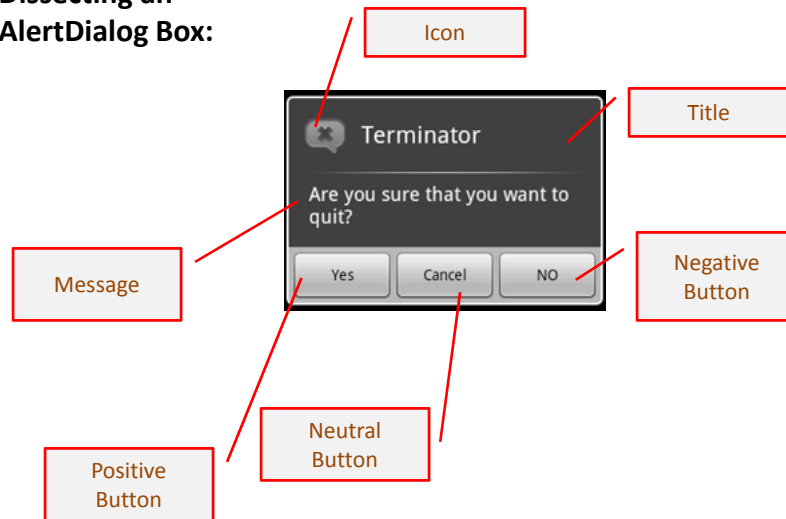 Dissecting an
AlertDialog Box:
Icon
Title
Terminator
Are you sure that you want to
quit?
Message
Yes
Cancel
NO
Negative
Button
Neutral
Button
Positive
Button